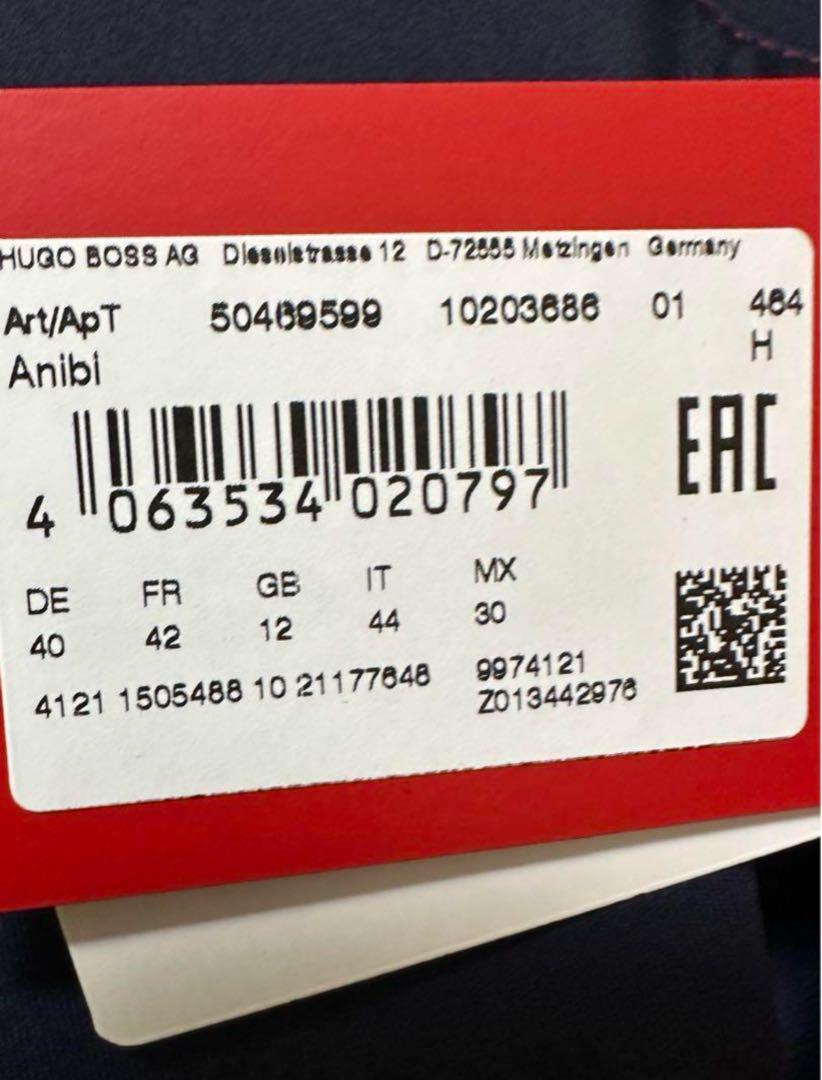 HUGO BOSS AG Dieselstrasse 12 D-72555 Metzingen Germany
Art/ApT 50469599 10203686 01 464
Anibi H
4 063534 020797
EAC
DE FR GB IT MX
40 42 12 44 30
4121 1505488 10 21177648 9974121
Z013442976